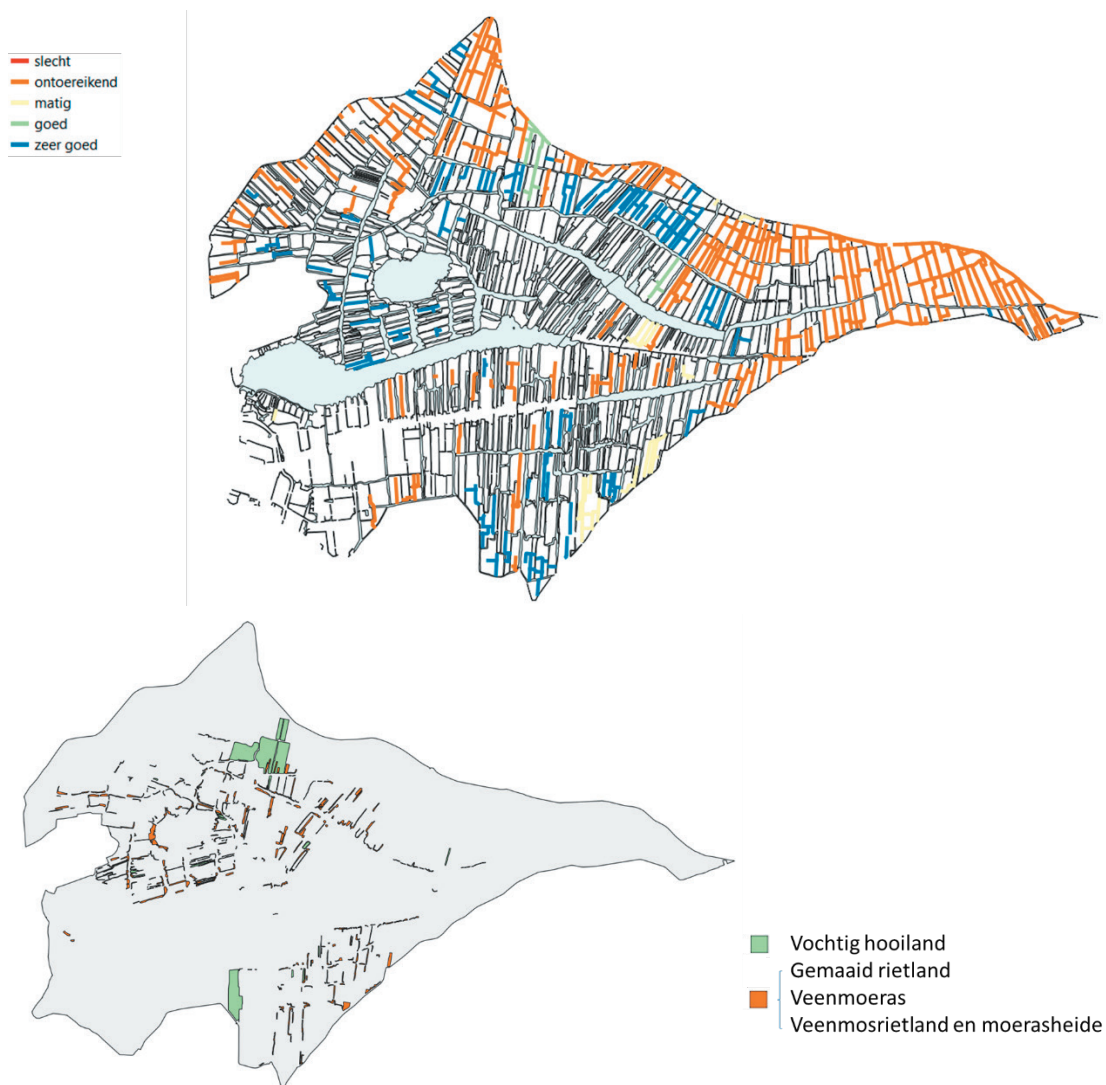 slecht
ontoereikend
matig
goed
zeer goed
Vochtig hooiland
Gemaaid rietland
Veenmoeras
Veenmosrietland en moerasheide